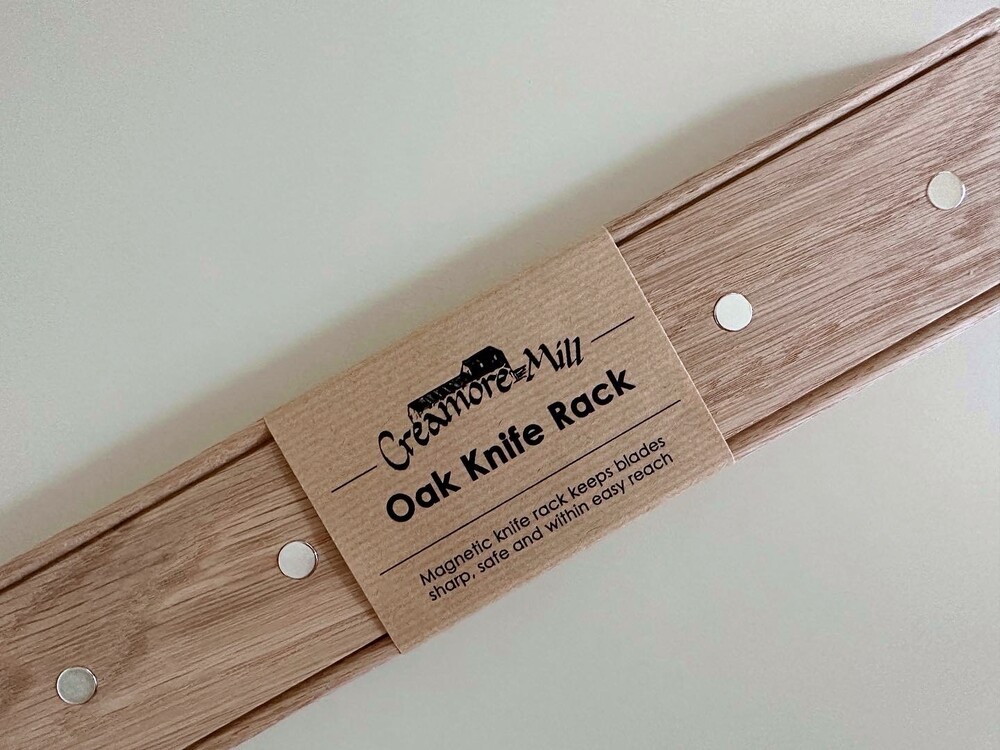 Creamore Mill
Oak Knife Rack
Magnetic knife rack keeps blades
sharp, safe and within easy reach